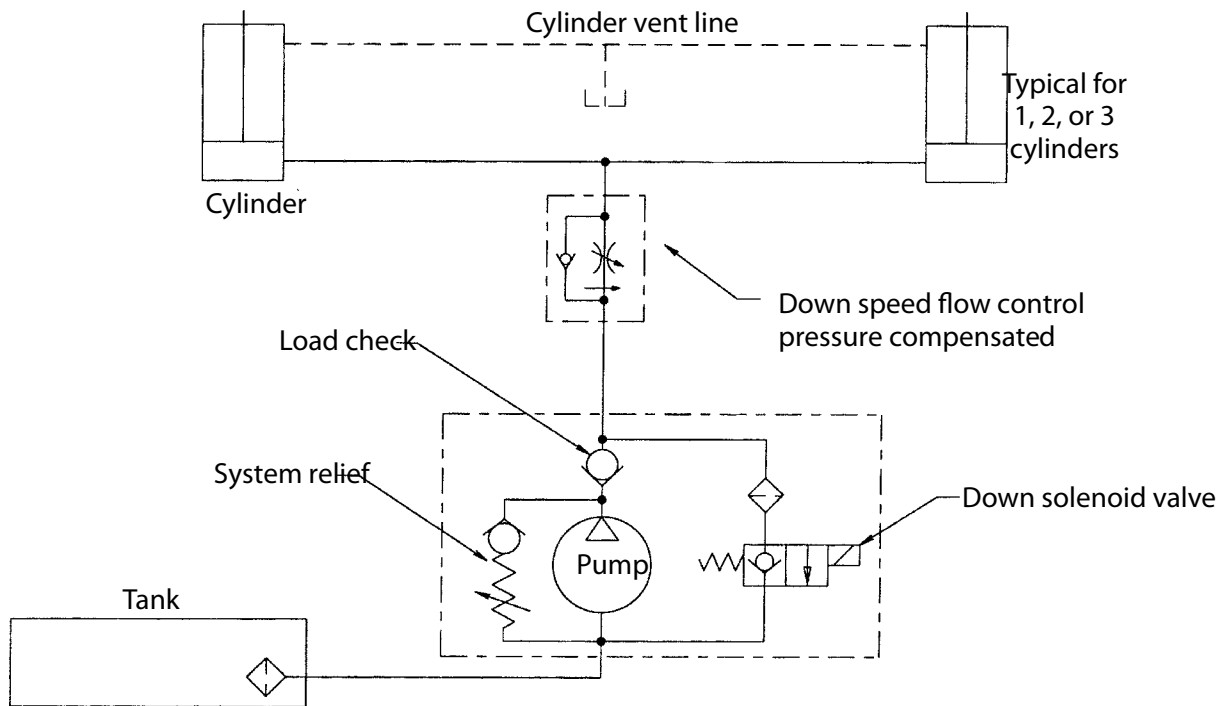 Cylinder vent line
Typical for
1, 2, or 3
cylinders
Cylinder
Down speed flow control
pressure compensated
Load check
System relief
Down solenoid valve
Pump
Tank